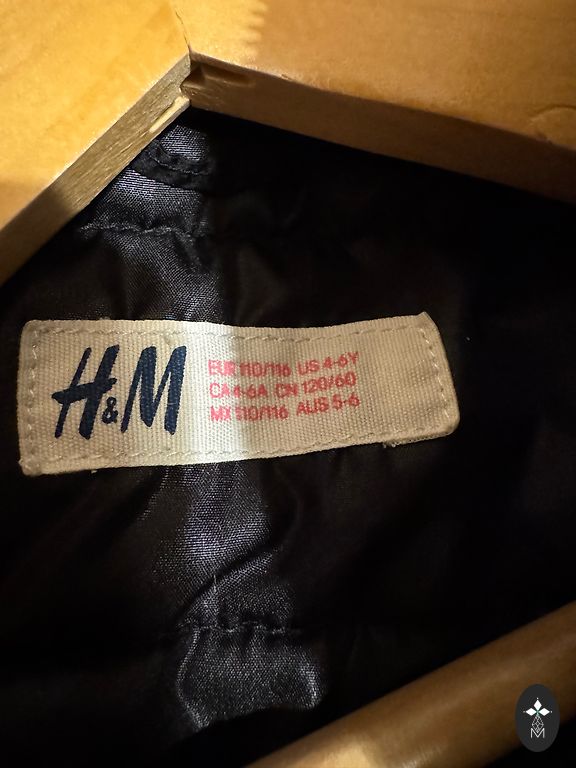 H&M
EUR 110/116 US 4-6Y
CA 4-6A CN 120/60
MX 110/116 AUS 5-6
M